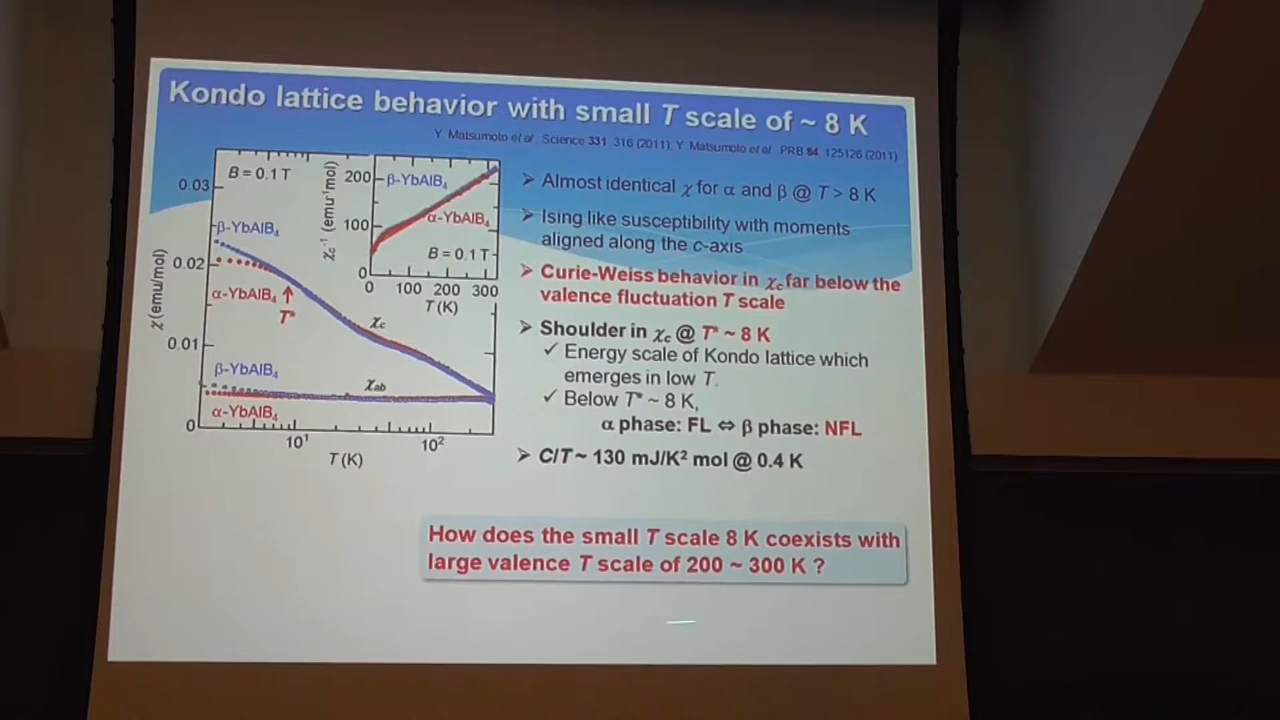 Kondo lattice behavior with small T scale of ~ 8 K
Y. Matsumoto et al., Science 331, 316 (2011), Y. Matsumoto et al., PRB 84, 125126 (2011)
B = 0.1 T
0.03
β-YbAlB₄
0.02
α-YbAlB₄
T*
χ (emu/mol)
χc
0.01
β-YbAlB₄
χab
α-YbAlB₄
0
10¹
10²
T (K)
χc⁻¹ (emu⁻¹mol)
200
β-YbAlB₄
α-YbAlB₄
100
B = 0.1 T
0
0 100 200 300
T (K)
➢ Almost identical χ for α and β @ T > 8 K
➢ Ising like susceptibility with moments
aligned along the c-axis
➢ Curie-Weiss behavior in χc far below the
valence fluctuation T scale
➢ Shoulder in χc @ T* ~ 8 K
✓ Energy scale of Kondo lattice which
emerges in low T.
✓ Below T* ~ 8 K,
α phase: FL ⇔ β phase: NFL
➢ C/T ~ 130 mJ/K² mol @ 0.4 K
How does the small T scale 8 K coexists with
large valence T scale of 200 ~ 300 K ?